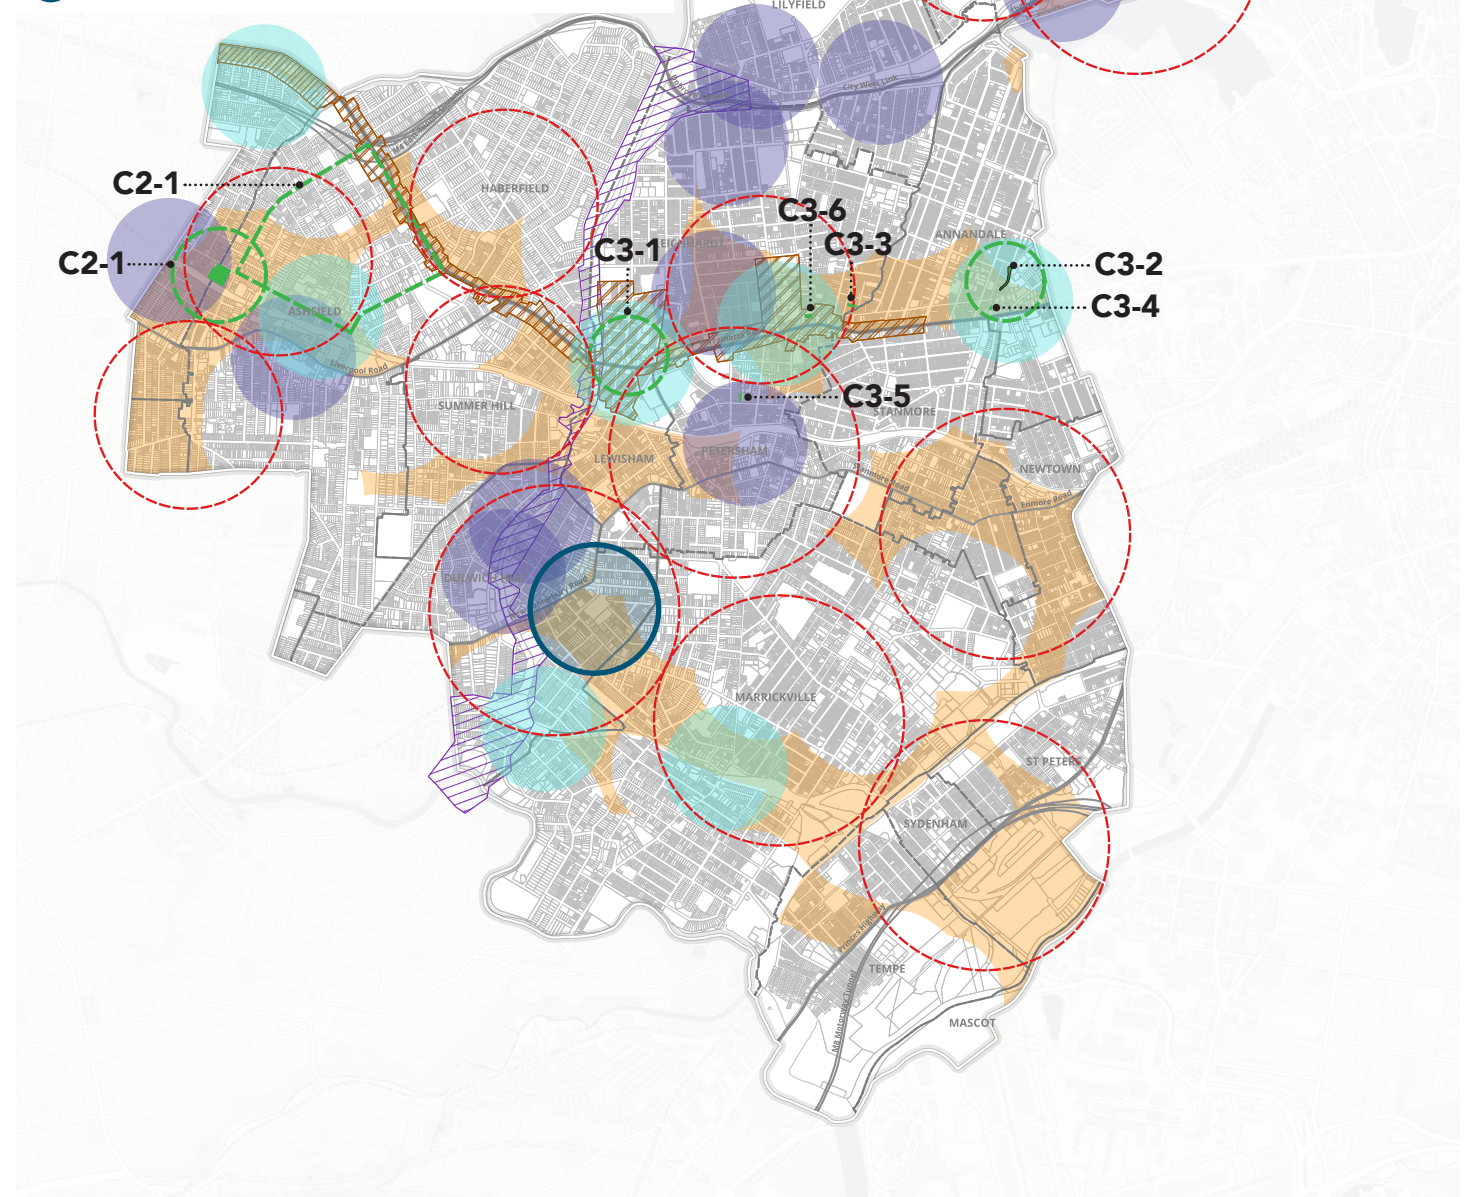 LILYFIELD
City West Link
HABERFIELD
C2-1
C3-6
ANNANDALE
C3-3
C3-1
LEICHHARDT
C2-1
C3-2
C3-4
ASHFIELD
Liverpool Road
C3-5
SUMMER HILL
STANMORE
PETERSHAM
LEWISHAM
NEWTOWN
Stanmore Road
Enmore Road
DULWICH HILL
MARRICKVILLE
ST PETERS
SYDENHAM
Princes Highway
TEMPE
M8 Motorway Tunnel
MASCOT